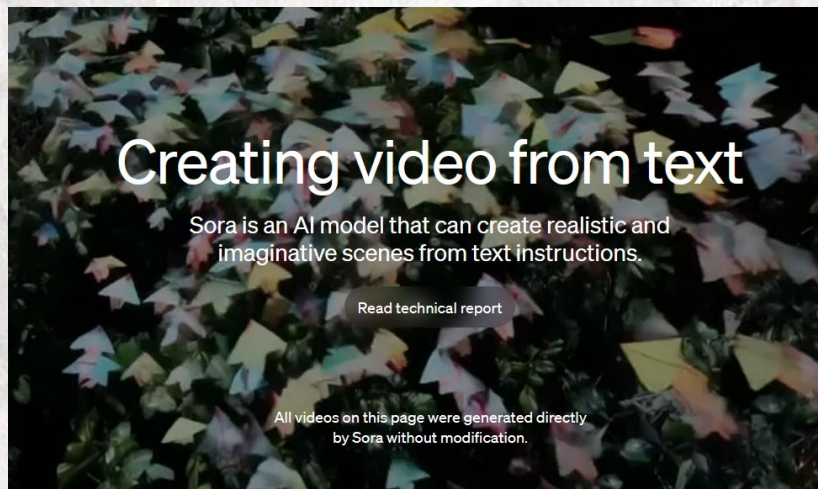 Creating video from text
Sora is an AI model that can create realistic and
imaginative scenes from text instructions.
Read technical report
All videos on this page were generated directly
by Sora without modification.